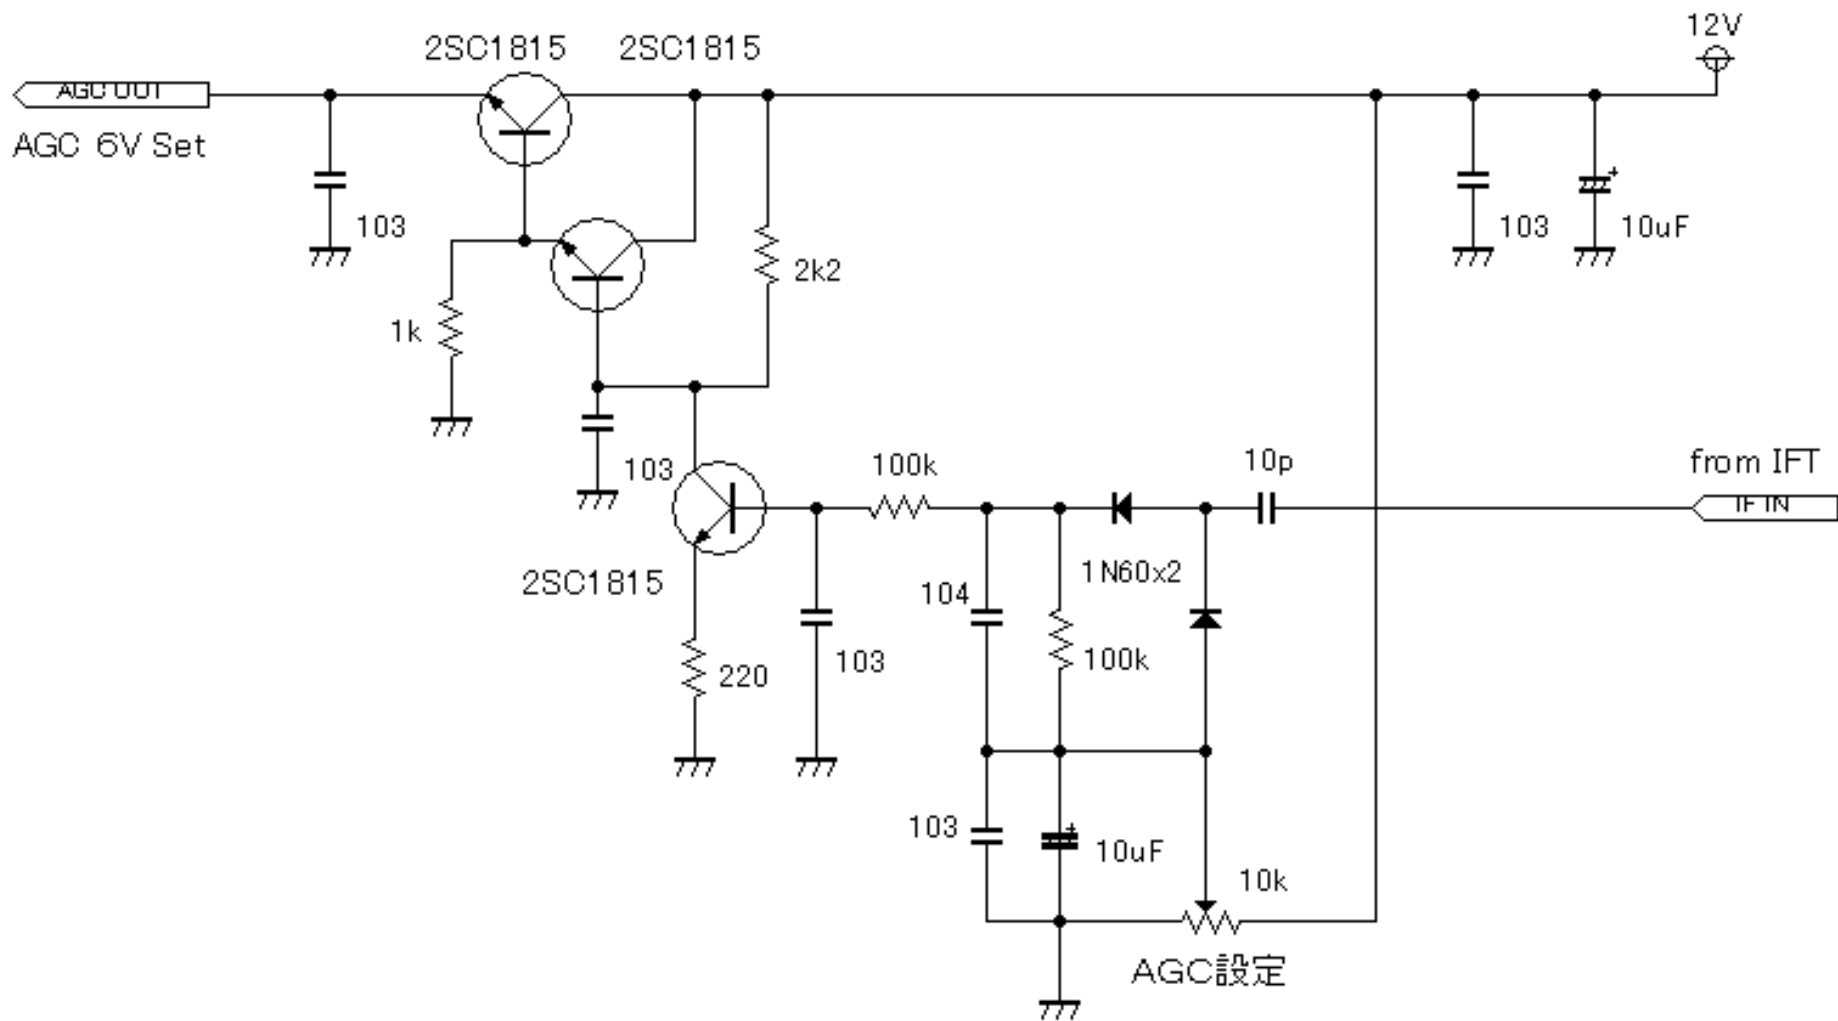 12V
2SC1815
2SC1815
AGC OUT
AGC 6V Set
103
103
10uF
2k2
1k
103
100k
10p
from IFT
IF IN
2SC1815
1N60x2
104
100k
103
220
103
10uF
10k
AGC設定